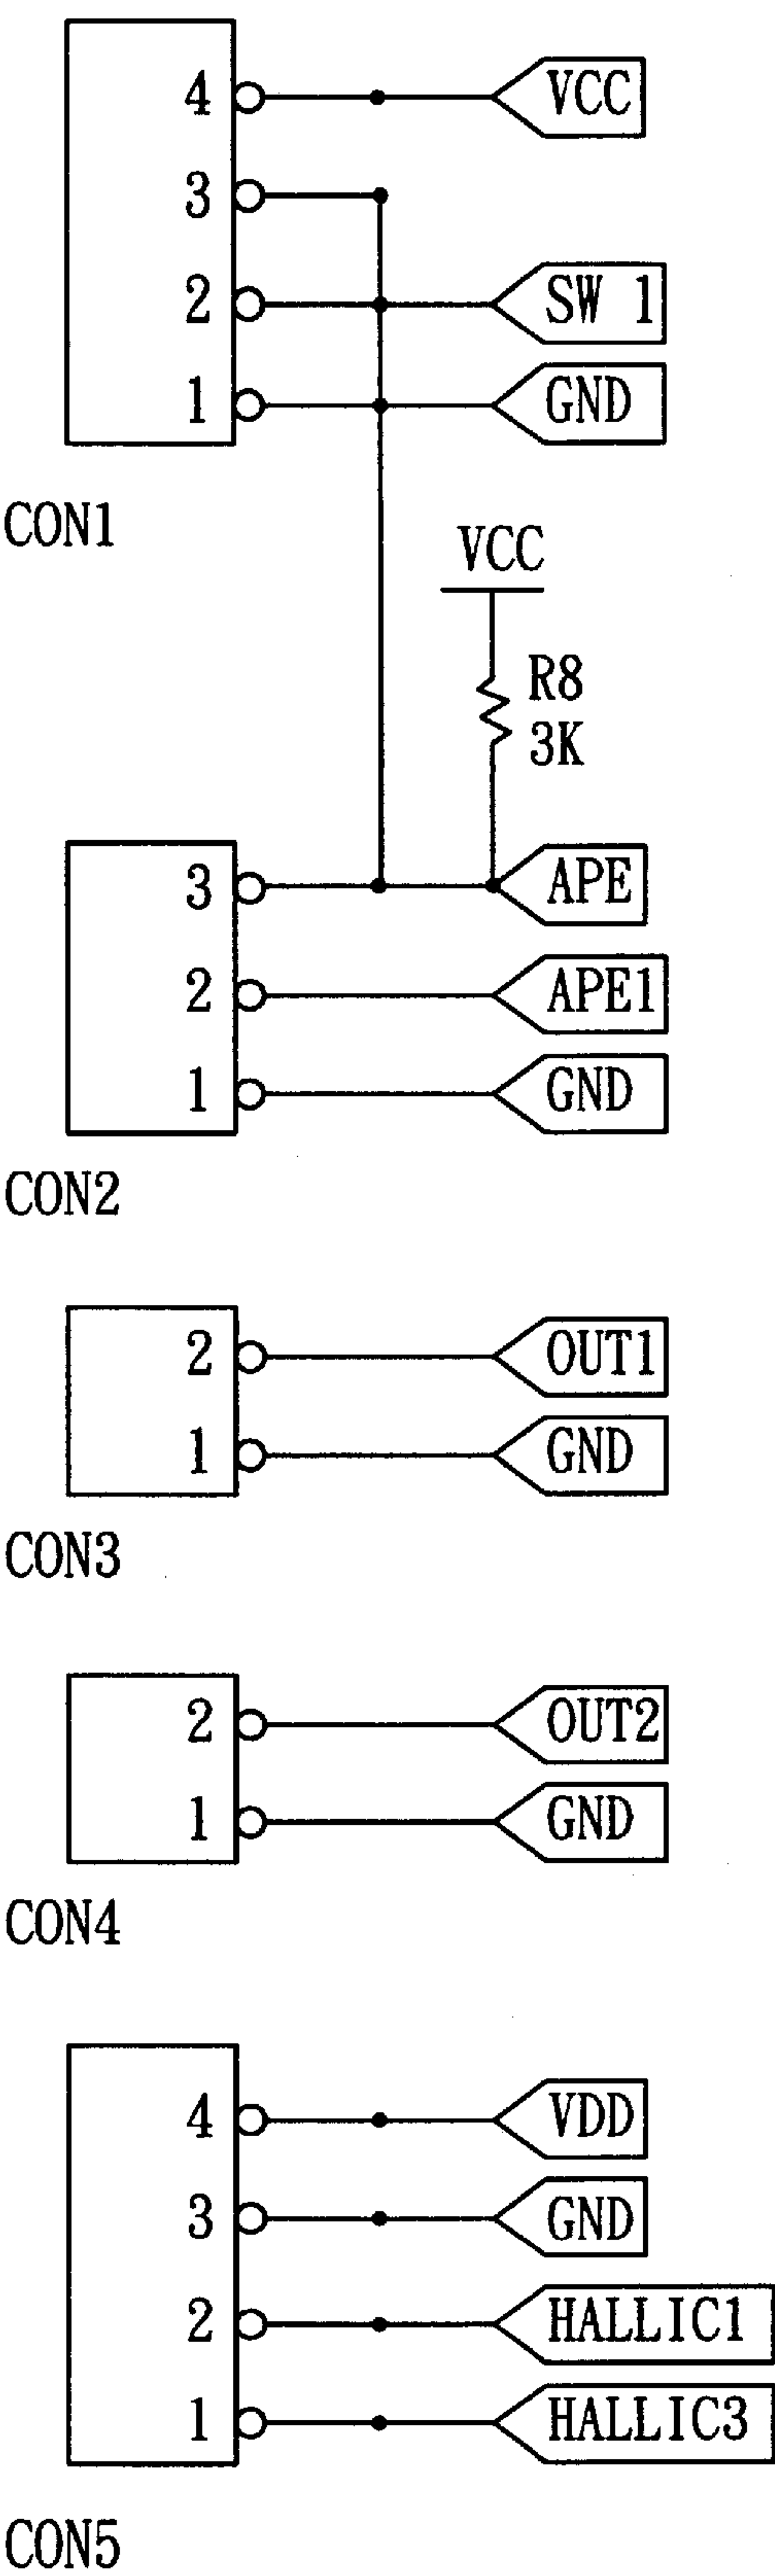 4 VCC
3
2 SW 1
1 GND
CON1
VCC
R8
3K
3 APE
2 APE1
1 GND
CON2
2 OUT1
1 GND
CON3
2 OUT2
1 GND
CON4
4 VDD
3 GND
2 HALLIC1
1 HALLIC3
CON5